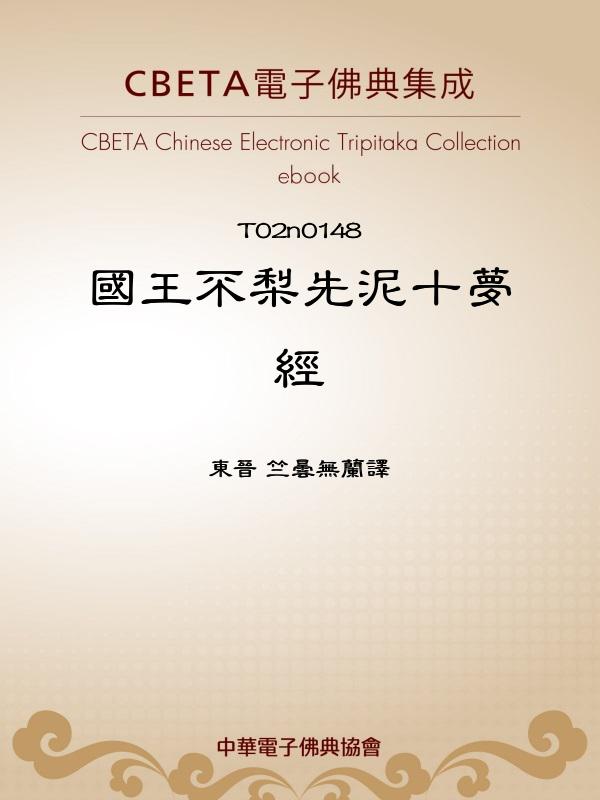 CBETA電子佛典集成
CBETA Chinese Electronic Tripitaka Collection
ebook
T02n0148
國王不梨先泥十夢
經
東晉 竺曇無蘭譯
中華電子佛典協會